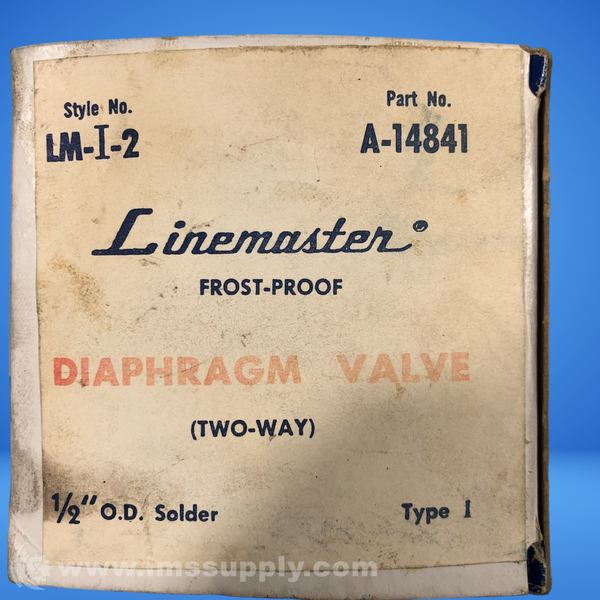 Style No. Part No.
LM-I-2 A-14841
Linemaster®
FROST-PROOF
DIAPHRAGM VALVE
(TWO-WAY)
1/2" O.D. Solder Type I
www.imssupply.com